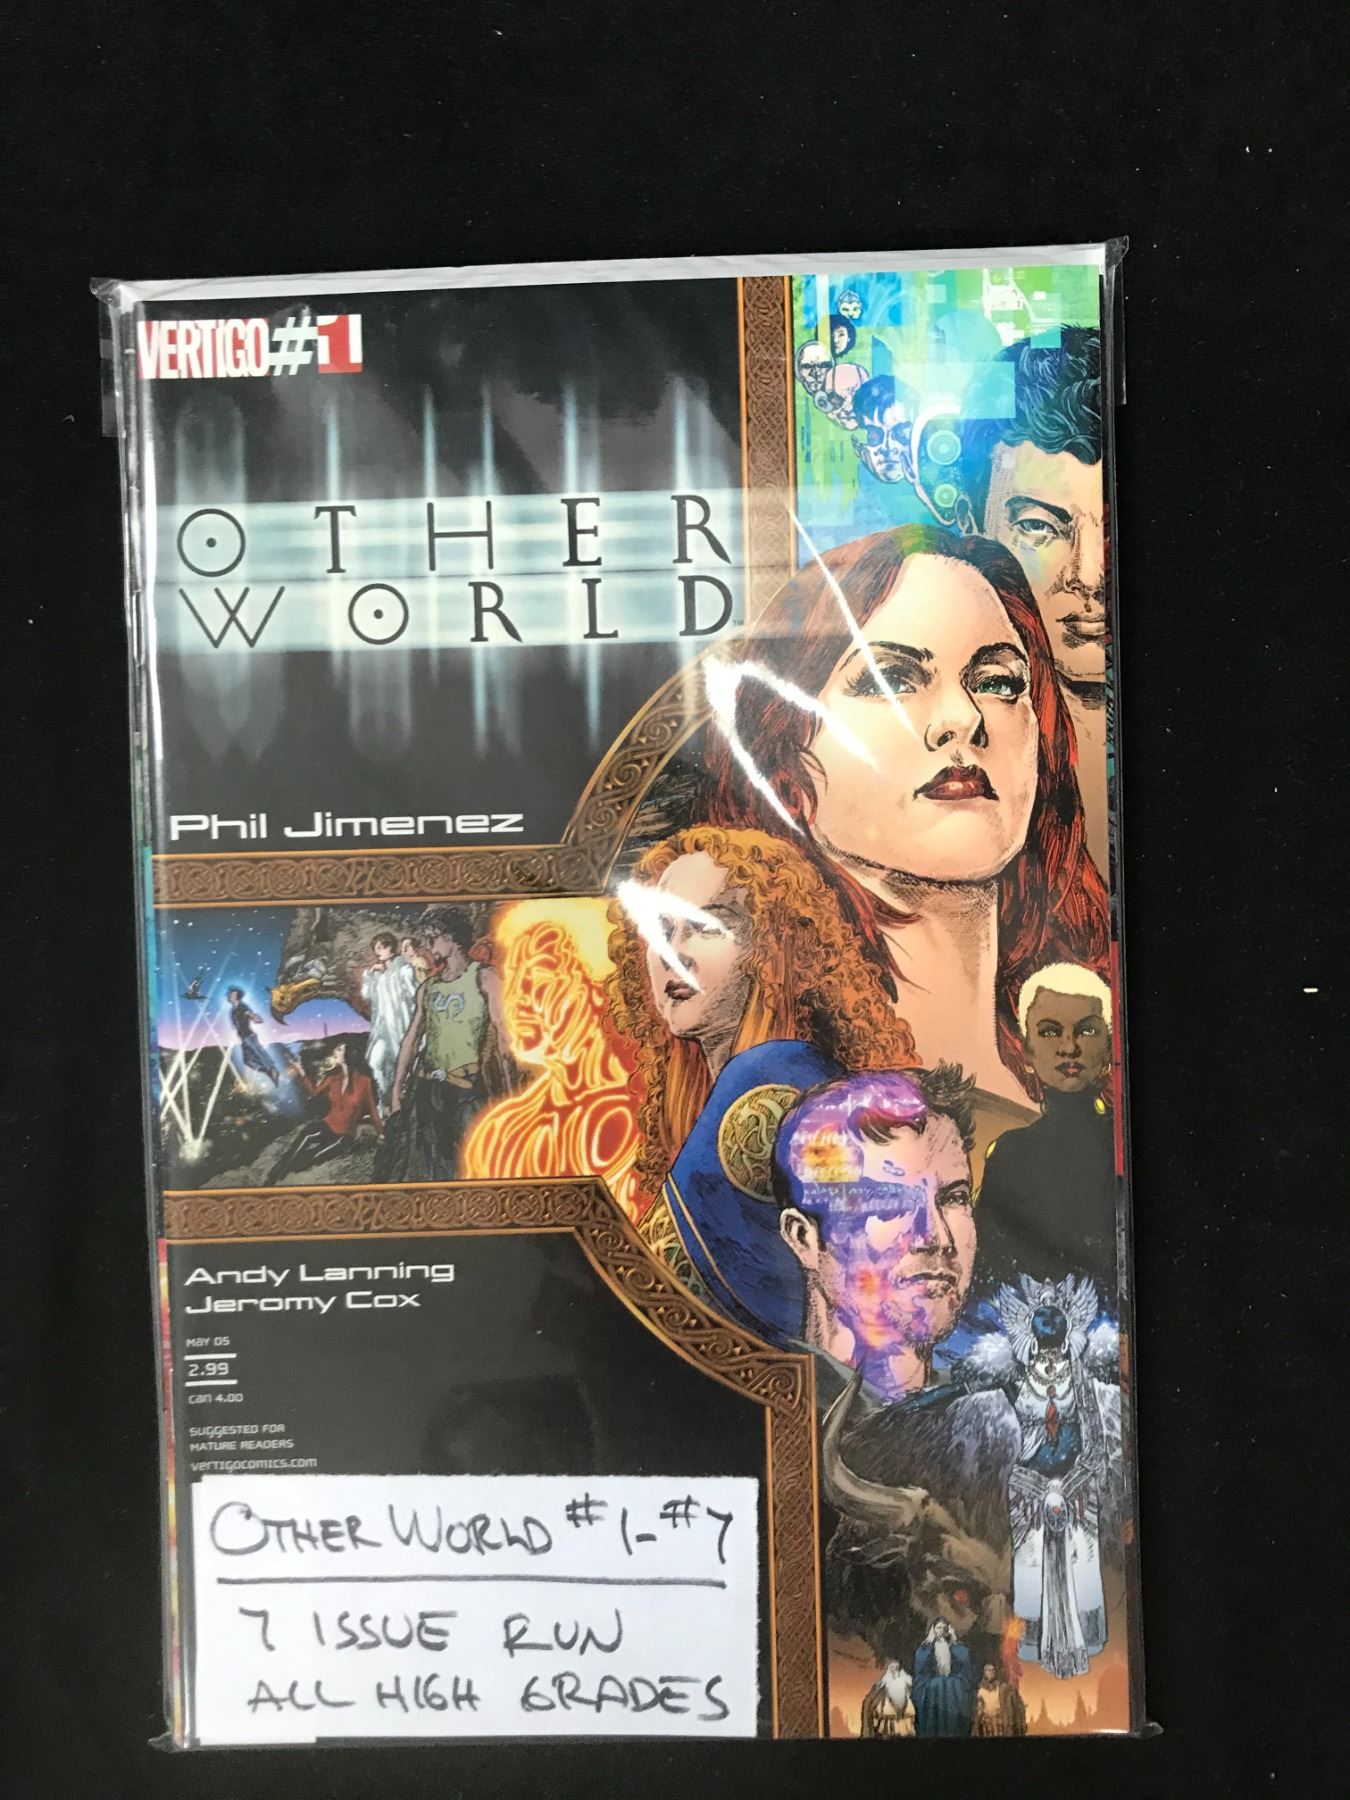 VERTIGO #1
OTHER
WORLD™
Phil Jimenez
Andy Lanning
Jeromy Cox
MAY 05
2.99
can 4.00
SUGGESTED FOR
MATURE READERS
vertigocomics.com
OTHER WORLD #1-#7
7 ISSUE RUN
ALL HIGH GRADES